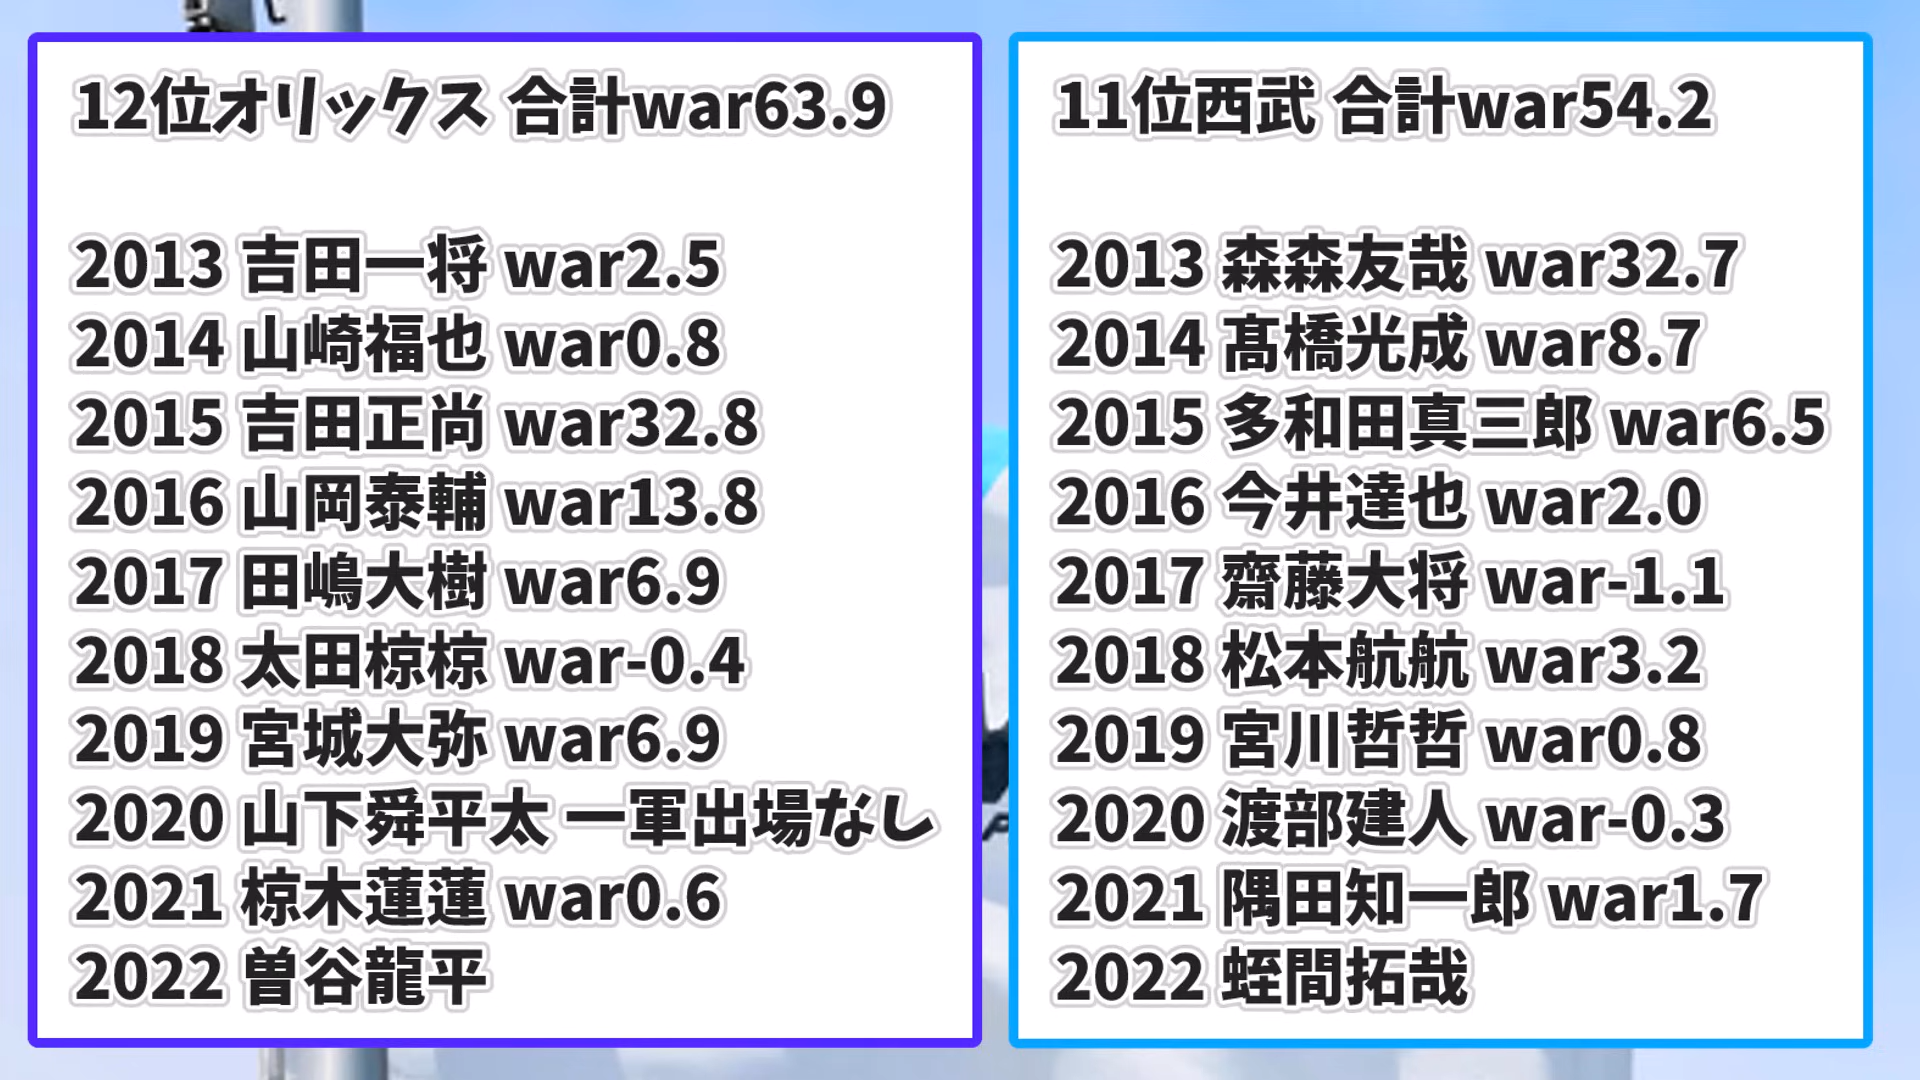 12位オリックス 合計war63.9
2013 吉田一将 war2.5
2014 山崎福也 war0.8
2015 吉田正尚 war32.8
2016 山岡泰輔 war13.8
2017 田嶋大樹 war6.9
2018 太田椋椋 war-0.4
2019 宮城大弥 war6.9
2020 山下舜平太 一軍出場なし
2021 椋木蓮蓮 war0.6
2022 曽谷龍平
11位西武 合計war54.2
2013 森森友哉 war32.7
2014 髙橋光成 war8.7
2015 多和田真三郎 war6.5
2016 今井達也 war2.0
2017 齋藤大将 war-1.1
2018 松本航航 war3.2
2019 宮川哲哲 war0.8
2020 渡部建人 war-0.3
2021 隅田知一郎 war1.7
2022 蛭間拓哉